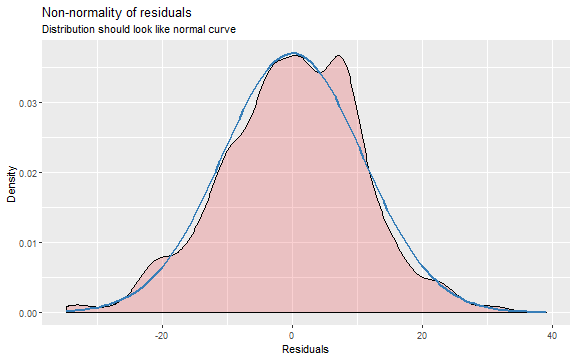 Non-normality of residuals
Distribution should look like normal curve
Density
0.03
0.02
0.01
0.00
-20
0
20
40
Residuals